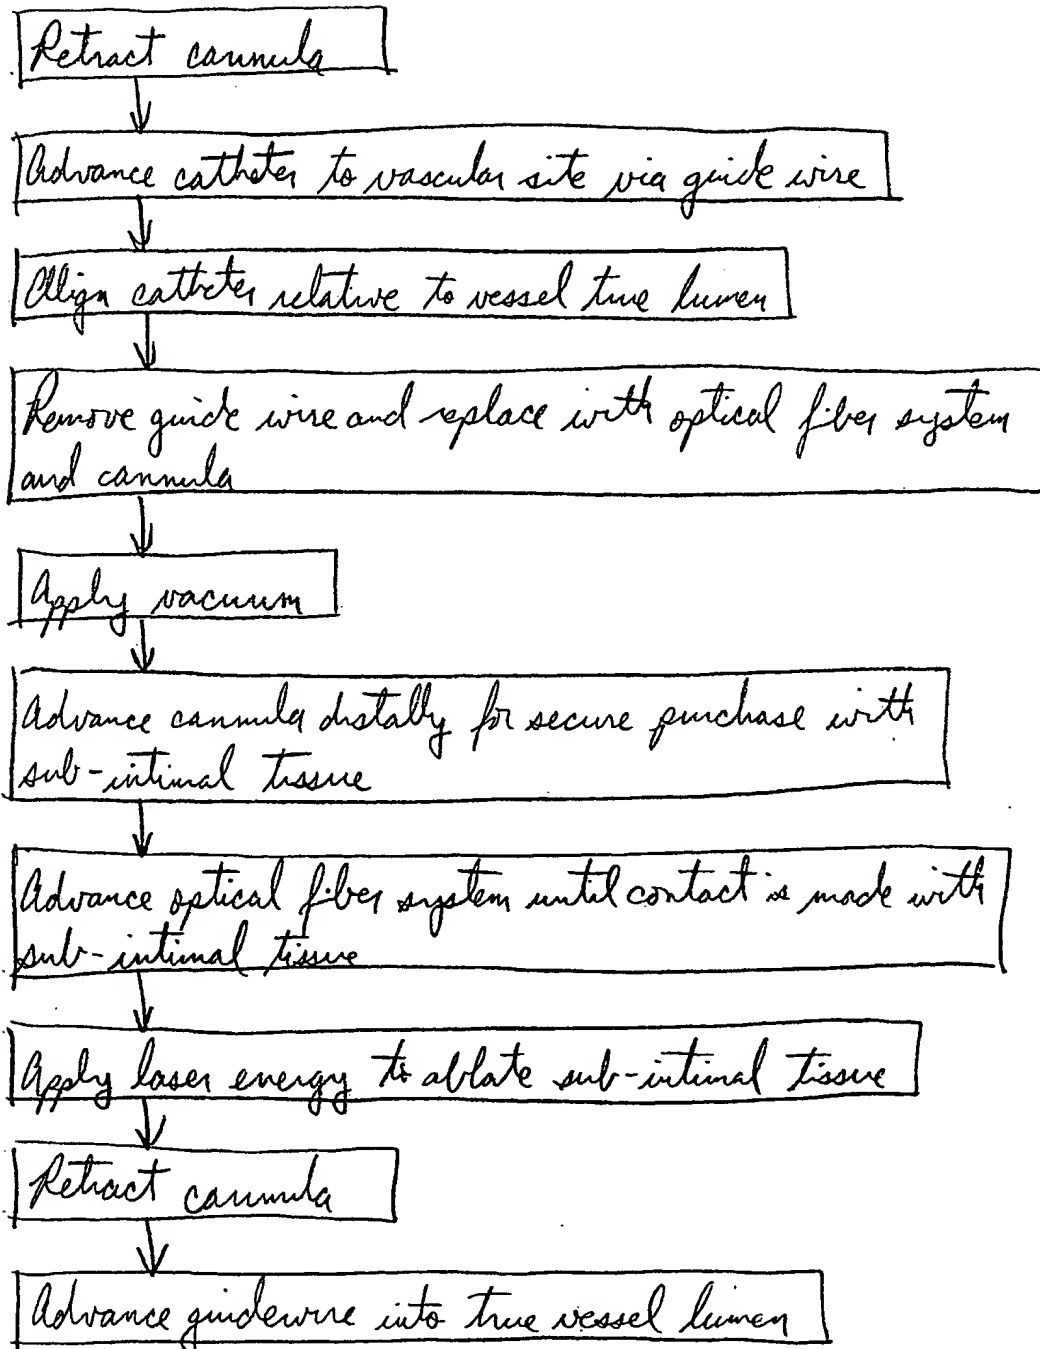 Retract cannula
Advance catheter to vascular site via guide wire
Align catheter relative to vessel true lumen
Remove guide wire and replace with optical fiber system
and cannula
Apply vacuum
Advance cannula distally for secure purchase with
sub-intimal tissue
Advance optical fiber system until contact is made with
sub-intimal tissue
Apply laser energy to ablate sub-intimal tissue
Retract cannula
Advance guidewire into true vessel lumen